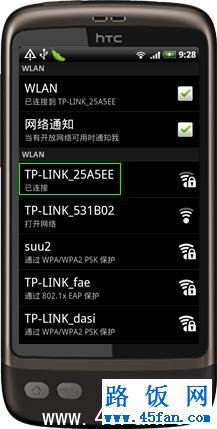 hTC
9:28
WLAN
WLAN
已连接到 TP-LINK_25A5EE
网络通知
当有开放网络可用时通知我
WLAN
TP-LINK_25A5EE
已连接
TP-LINK_531B02
打开网络
suu2
通过 WPA/WPA2 PSK 保护
TP-LINK_fae
通过 802.1x EAP 保护
TP-LINK_dasi
通过 WPA/WPA2 PSK 保护
路饭网
www.45fan.com